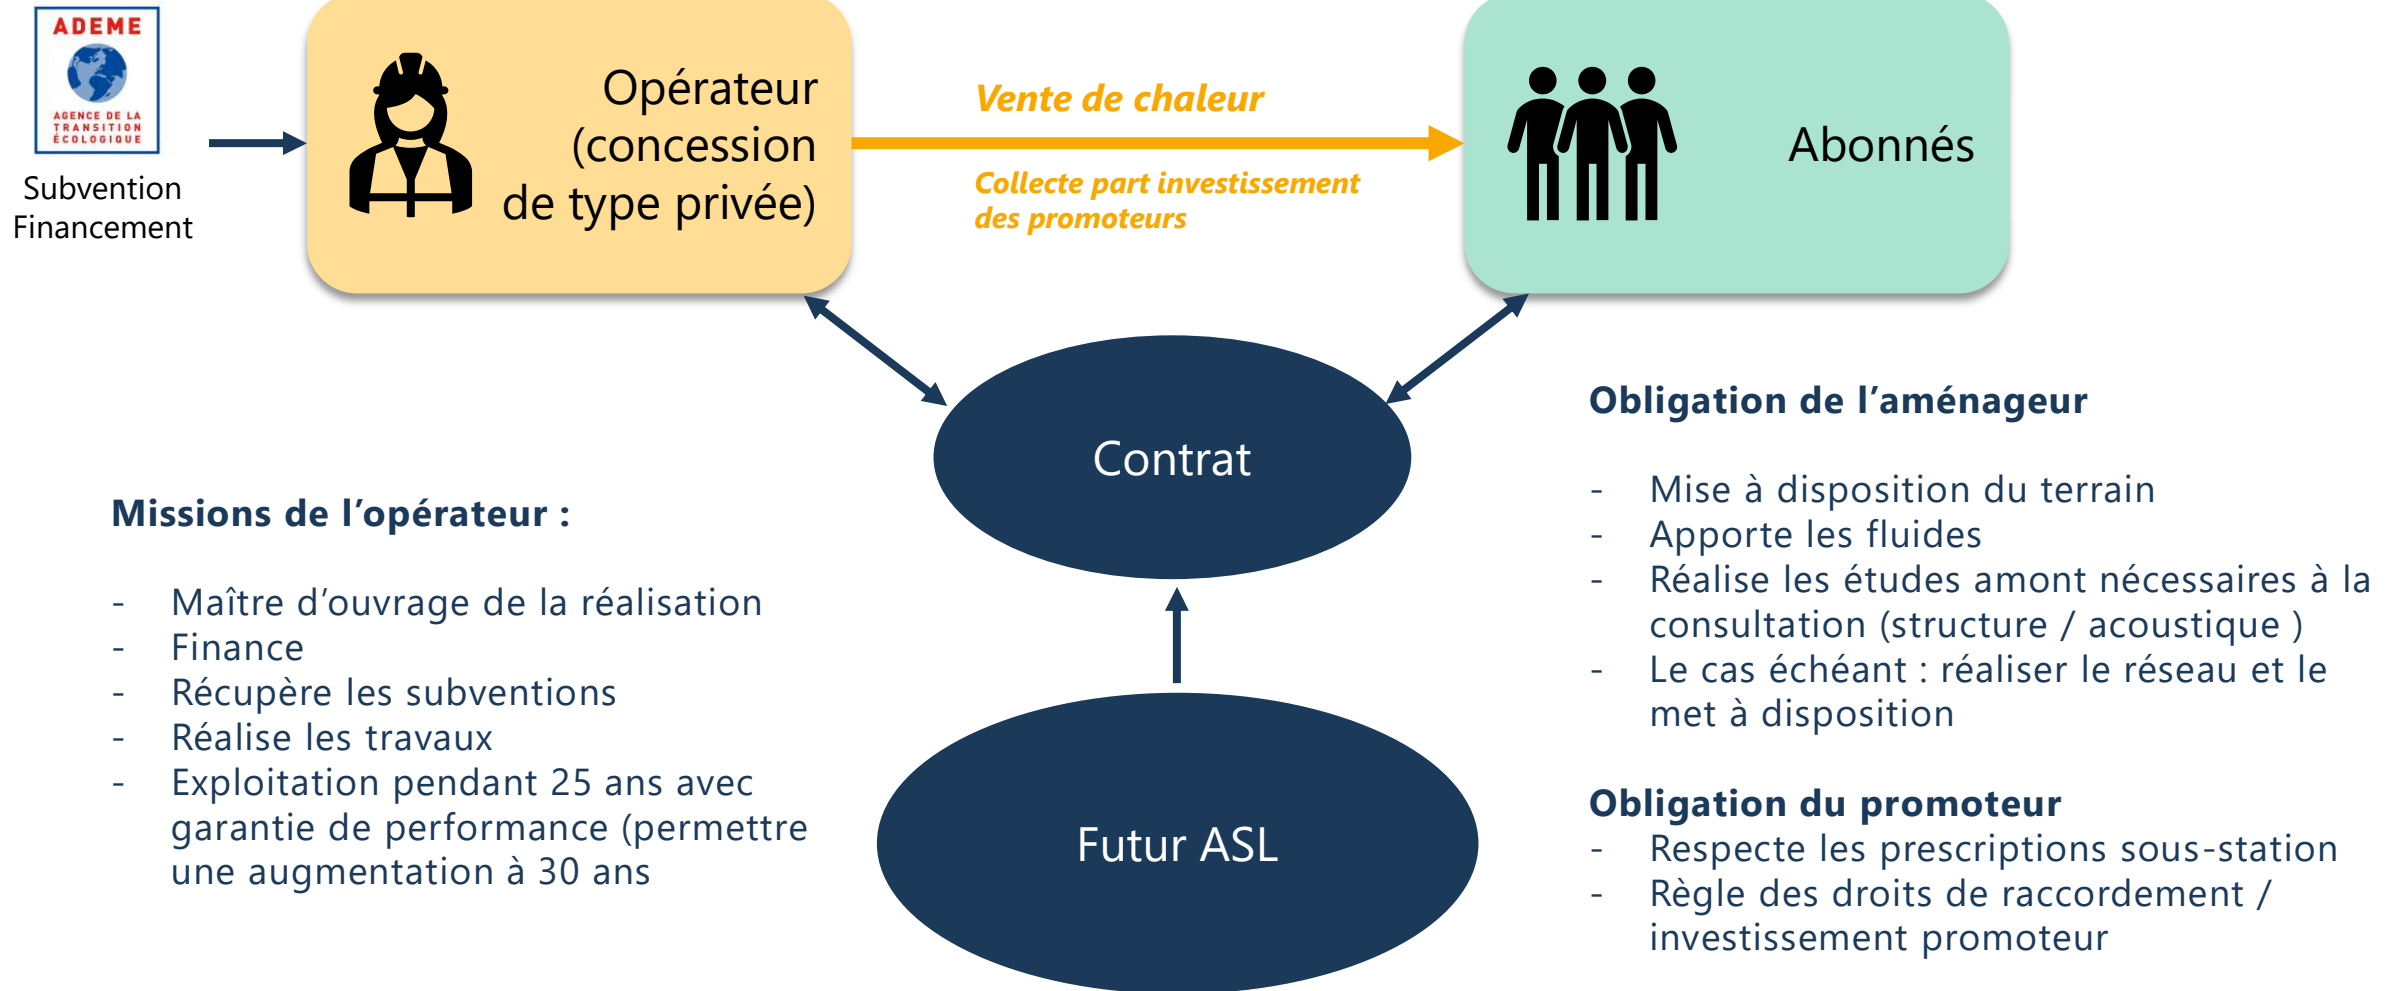 ADEME
AGENCE DE LA
TRANSITION
ÉCOLOGIQUE
Subvention
Financement
Opérateur
(concession
de type privée)
Vente de chaleur
Collecte part investissement
des promoteurs
Abonnés
Contrat
Futur ASL
Missions de l’opérateur :
- Maître d’ouvrage de la réalisation
- Finance
- Récupère les subventions
- Réalise les travaux
- Exploitation pendant 25 ans avec
garantie de performance (permettre
une augmentation à 30 ans
Obligation de l’aménageur
- Mise à disposition du terrain
- Apporte les fluides
- Réalise les études amont nécessaires à la
consultation (structure / acoustique )
- Le cas échéant : réaliser le réseau et le
met à disposition
Obligation du promoteur
- Respecte les prescriptions sous-station
- Règle des droits de raccordement /
investissement promoteur